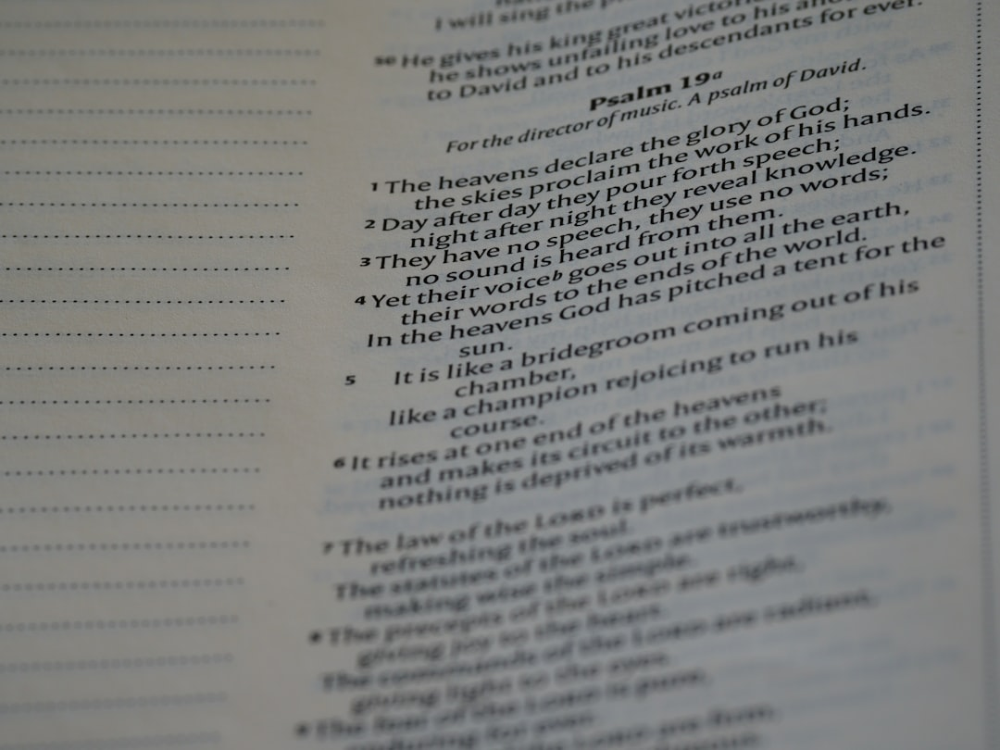 I will sing the
50 He gives his king great
he shows unfailing love to his
to David and to his descendants for ever.
Psalm 19a
For the director of music. A psalm of David.
1 The heavens declare the glory of God;
the skies proclaim the work of his hands.
2 Day after day they pour forth speech;
night after night they reveal knowledge.
3 They have no speech, they use no words;
no sound is heard from them.
4 Yet their voiceb goes out into all the earth,
their words to the ends of the world.
In the heavens God has pitched a tent for the
sun.
5 It is like a bridegroom coming out of his
chamber,
like a champion rejoicing to run his
course.
6 It rises at one end of the heavens
and makes its circuit to the other;
nothing is deprived of its warmth.
7 The law of the LORD is perfect,
refreshing the soul.
The statutes of the LORD are trustworthy,
making wise the simple.
8 The precepts of the LORD are right,
giving joy to the heart.
The commands of the LORD are radiant,
giving light to the eyes.
9 The fear of the LORD is pure,